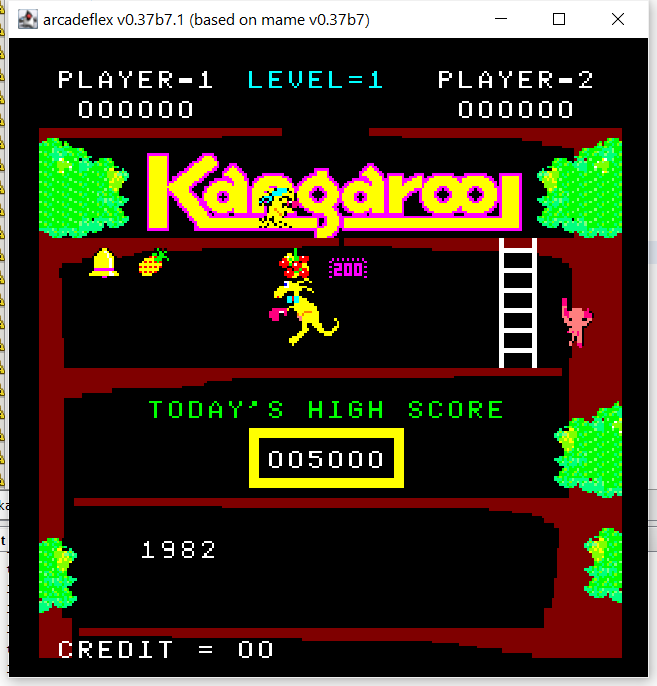 arcadeflex v0.37b7.1 (based on mame v0.37b7)
PLAYER-1 LEVEL=1 PLAYER-2
000000 000000
Kangaroo
200
TODAY'S HIGH SCORE
005000
1982
CREDIT = 00